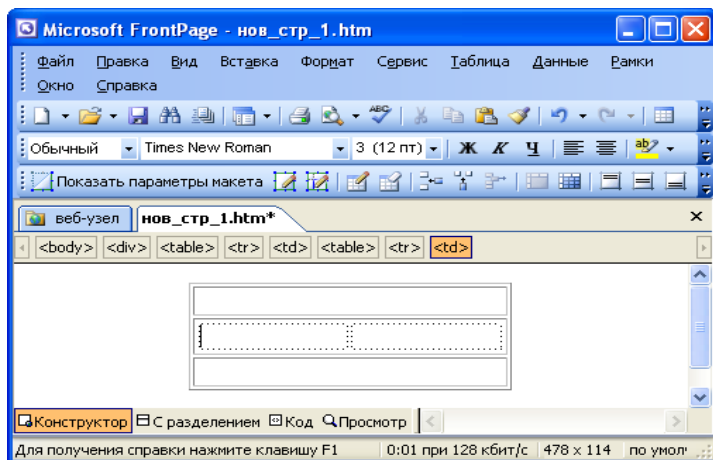 Microsoft FrontPage - нов_стр_1.htm
Файл Правка Вид Вставка Формат Сервис Таблица Данные Рамки
Окно Справка
ABC
Обычный Times New Roman 3 (12 пт) Ж К Ч ab
Показать параметры макета
веб-узел нов_стр_1.htm*
<body> <div> <table> <tr> <td> <table> <tr> <td>
Конструктор С разделением Код Просмотр
Для получения справки нажмите клавишу F1 0:01 при 128 кбит/с 478 x 114 по умол